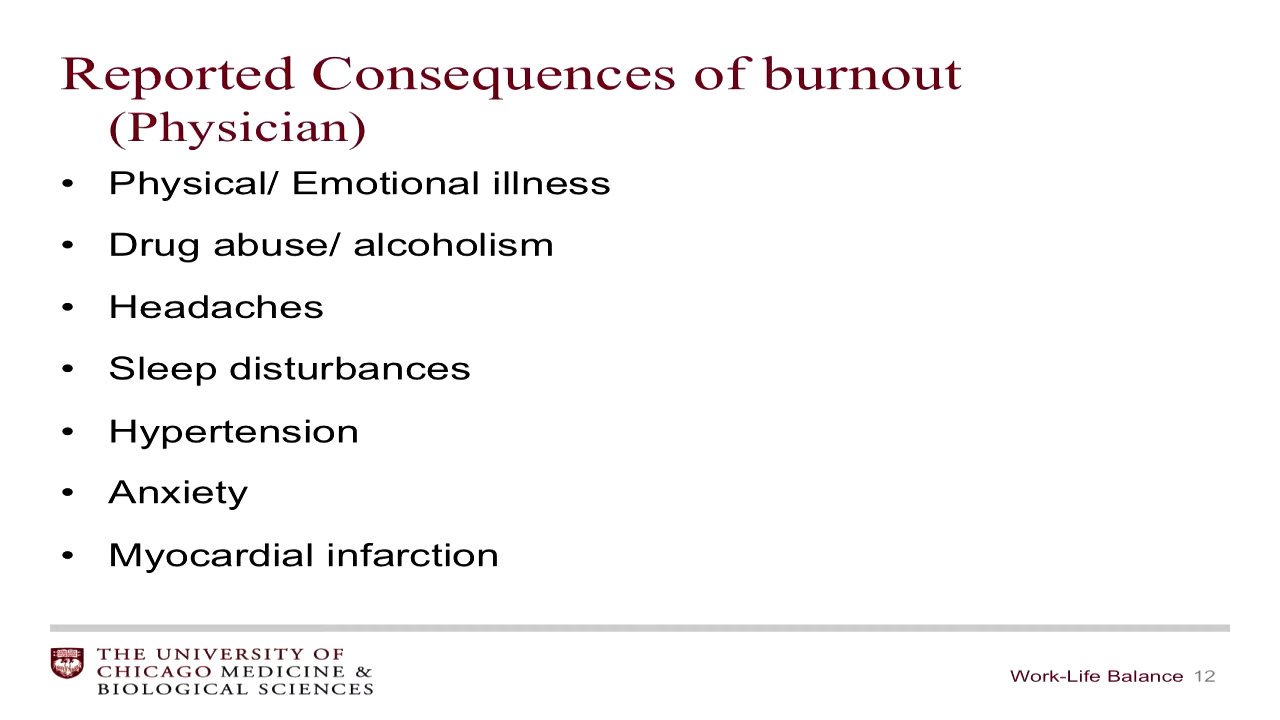 Reported Consequences of burnout
(Physician)
• Physical/ Emotional illness
• Drug abuse/ alcoholism
• Headaches
• Sleep disturbances
• Hypertension
• Anxiety
• Myocardial infarction
THE UNIVERSITY OF
CHICAGO MEDICINE &
BIOLOGICAL SCIENCES
Work-Life Balance 12